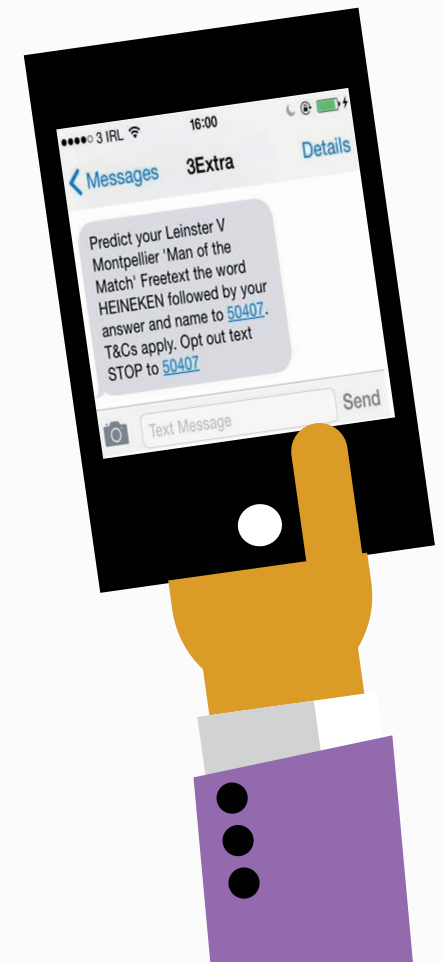 3 IRL 16:00
Messages 3Extra Details
Predict your Leinster V
Montpellier 'Man of the
Match' Freetext the word
HEINEKEN followed by your
answer and name to 50407.
T&Cs apply. Opt out text
STOP to 50407
Text Message Send